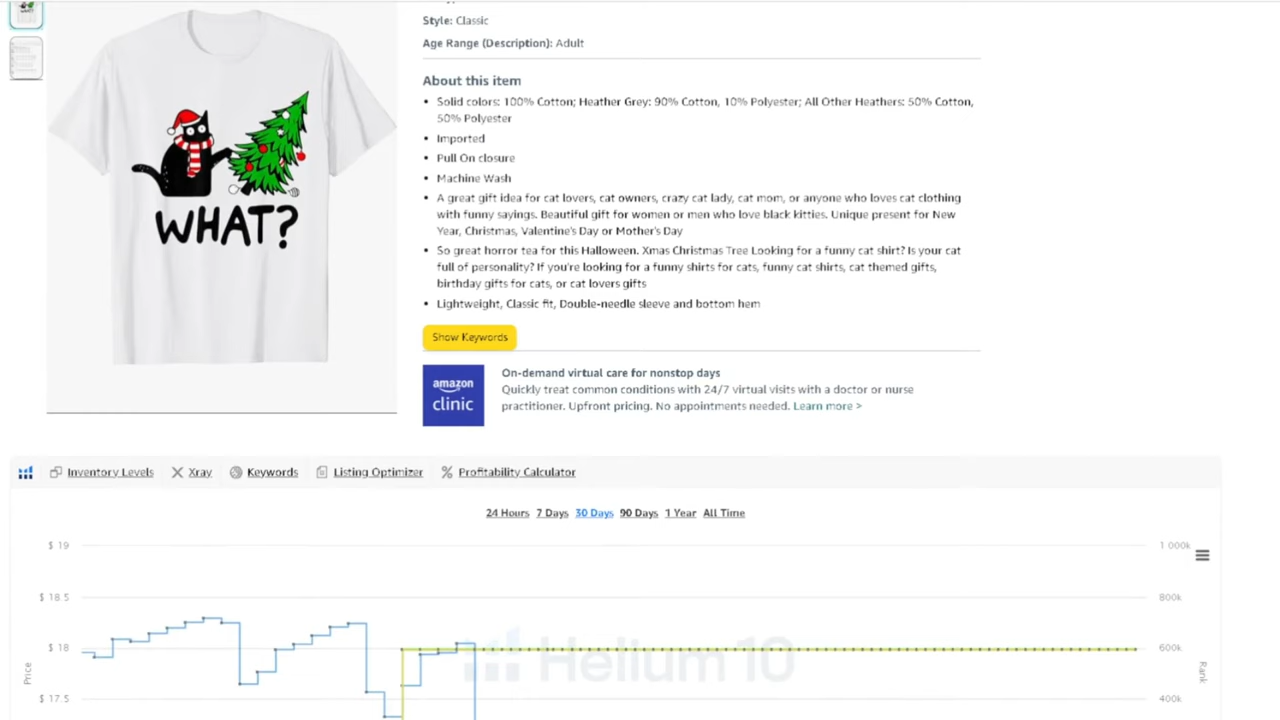 Style: Classic
Age Range (Description): Adult
About this item
Solid colors: 100% Cotton; Heather Grey: 90% Cotton, 10% Polyester; All Other Heathers: 50% Cotton,
50% Polyester
Imported
Pull On closure
Machine Wash
A great gift idea for cat lovers, cat owners, crazy cat lady, cat mom, or anyone who loves cat clothing
with funny sayings. Beautiful gift for women or men who love black kitties. Unique present for New
Year, Christmas, Valentine's Day or Mother's Day
So great horror tea for this Halloween. Xmas Christmas Tree Looking for a funny cat shirt? Is your cat
full of personality? If you're looking for a funny shirts for cats, funny cat shirts, cat themed gifts,
birthday gifts for cats, or cat lovers gifts
Lightweight, Classic fit, Double-needle sleeve and bottom hem
WHAT?
Show Keywords
amazon
clinic
On-demand virtual care for nonstop days
Quickly treat common conditions with 24/7 virtual visits with a doctor or nurse
practitioner. Upfront pricing. No appointments needed. Learn more >
Inventory Levels Xray Keywords Listing Optimizer Profitability Calculator
24 Hours 7 Days 30 Days 90 Days 1 Year All Time
$ 19 1 000k
$ 18.5 800k
$ 18 600k
Helium 10
Price Rank
$ 17.5 400k